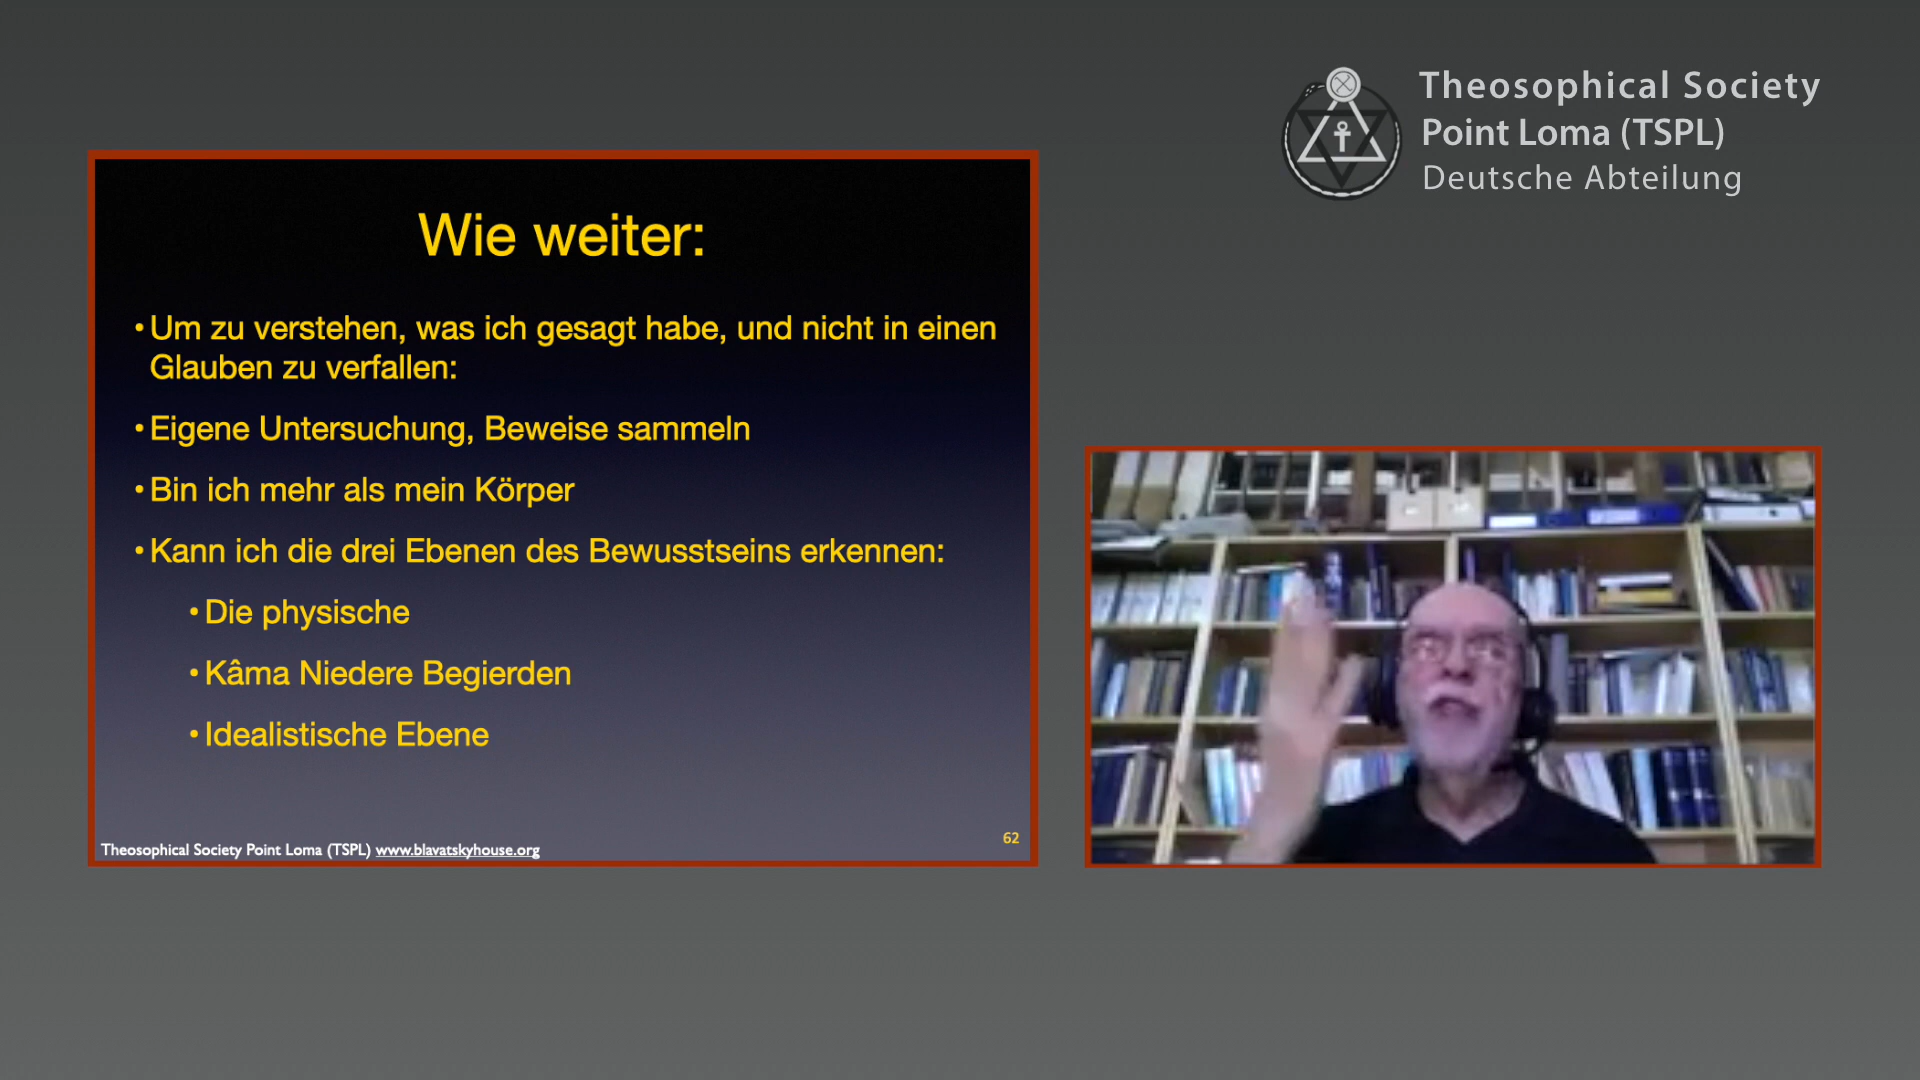 Theosophical Society
Point Loma (TSPL)
Deutsche Abteilung
Wie weiter:
• Um zu verstehen, was ich gesagt habe, und nicht in einen
Glauben zu verfallen:
• Eigene Untersuchung, Beweise sammeln
• Bin ich mehr als mein Körper
• Kann ich die drei Ebenen des Bewusstseins erkennen:
• Die physische
• Kâma Niedere Begierden
• Idealistische Ebene
Theosophical Society Point Loma (TSPL) www.blavatskyhouse.org
62